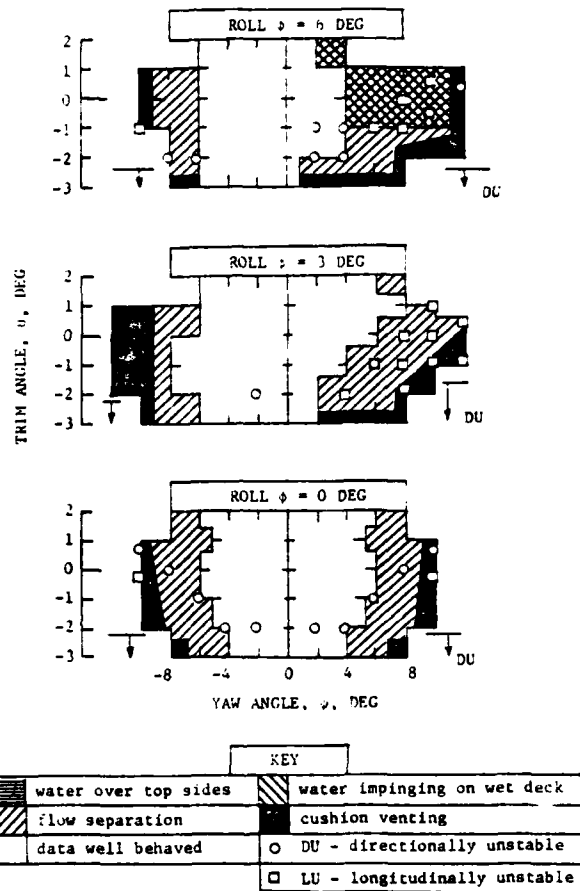 ROLL ϕ = 6 DEG
2
1
0
-1
-2
-3
DU
ROLL : = 3 DEG
2
1
0
-1
-2
-3
DU
TRIM ANGLE, υ, DEG
ROLL ϕ = 0 DEG
2
1
0
-1
-2
-3
DU
-8 -4 0 4 8
YAW ANGLE, ψ, DEG
KEY
water over top sides water impinging on wet deck
flow separation cushion venting
data well behaved DU - directionally unstable
LU - longitudinally unstable